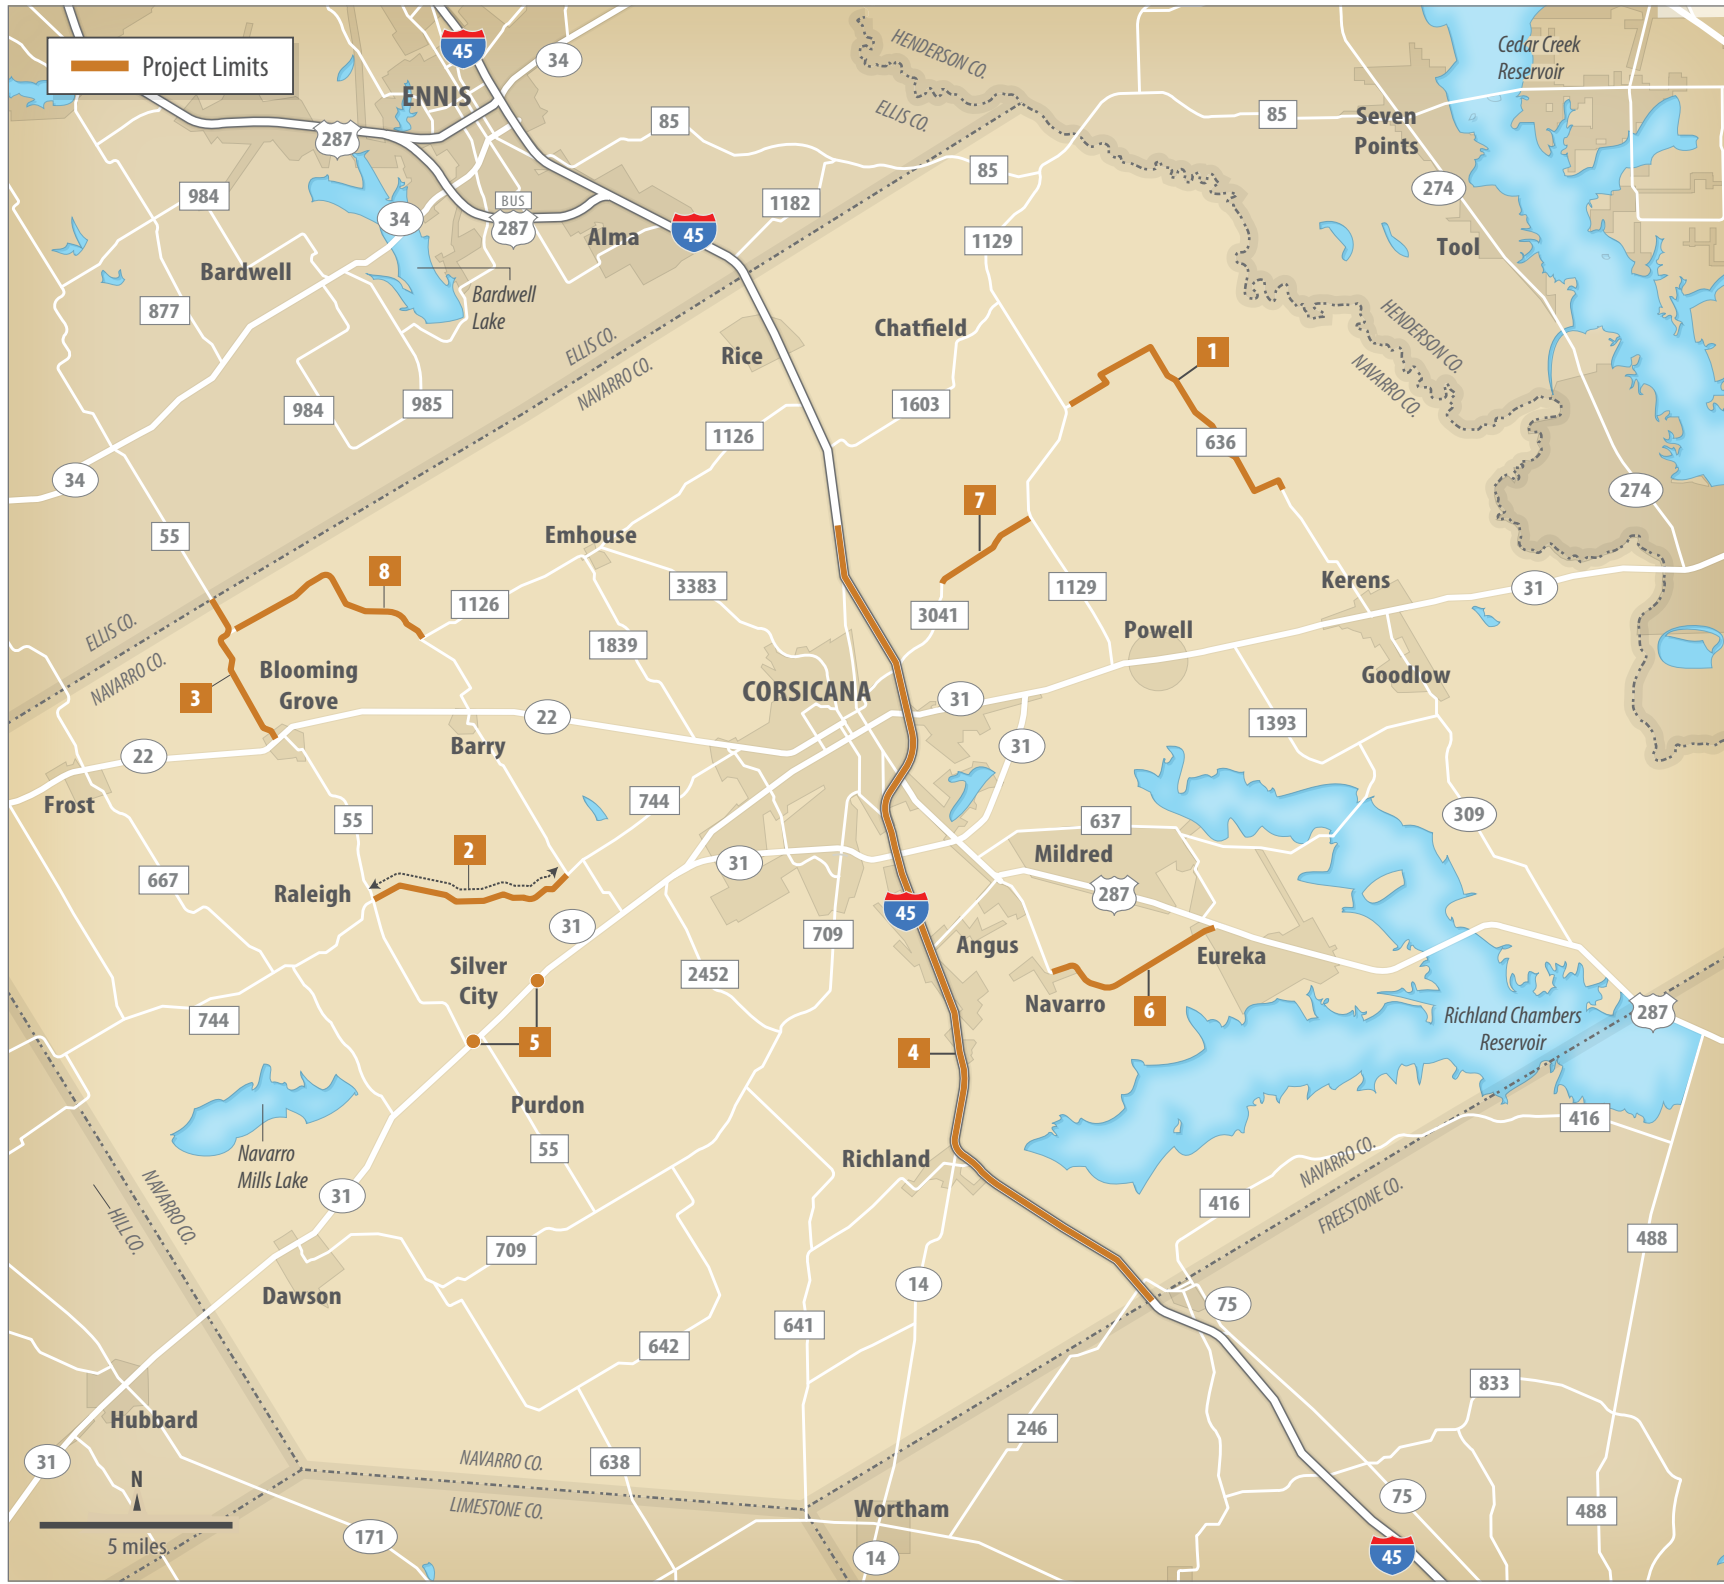 Project Limits
45
34
ENNIS
HENDERSON CO.
ELLIS CO.
Cedar Creek
Reservoir
287
85
85
Seven
Points
984
34
BUS
287
1182
85
274
Alma
45
1129
Tool
Bardwell
877
Bardwell
Lake
ELLIS CO.
NAVARRO CO.
Rice
Chatfield
HENDERSON CO.
NAVARRO CO.
1
984
985
1603
1126
636
34
274
7
55
Emhouse
8
1126
3383
3041
1129
Kerens
31
ELLIS CO.
NAVARRO CO.
1839
Powell
Blooming
Grove
3
CORSICANA
31
Goodlow
22
22
Barry
31
1393
Frost
55
744
637
309
2
31
Mildred
667
Raleigh
287
45
31
709
Angus
Eureka
Silver
City
2452
Navarro
6
744
5
4
Richland Chambers
Reservoir
287
Purdon
Navarro
Mills Lake
55
Richland
416
NAVARRO CO.
HILL CO.
31
416
NAVARRO CO.
FREESTONE CO.
709
488
Dawson
14
75
641
642
833
Hubbard
246
31
N
NAVARRO CO.
LIMESTONE CO.
638
75
Wortham
488
5 miles
171
14
45